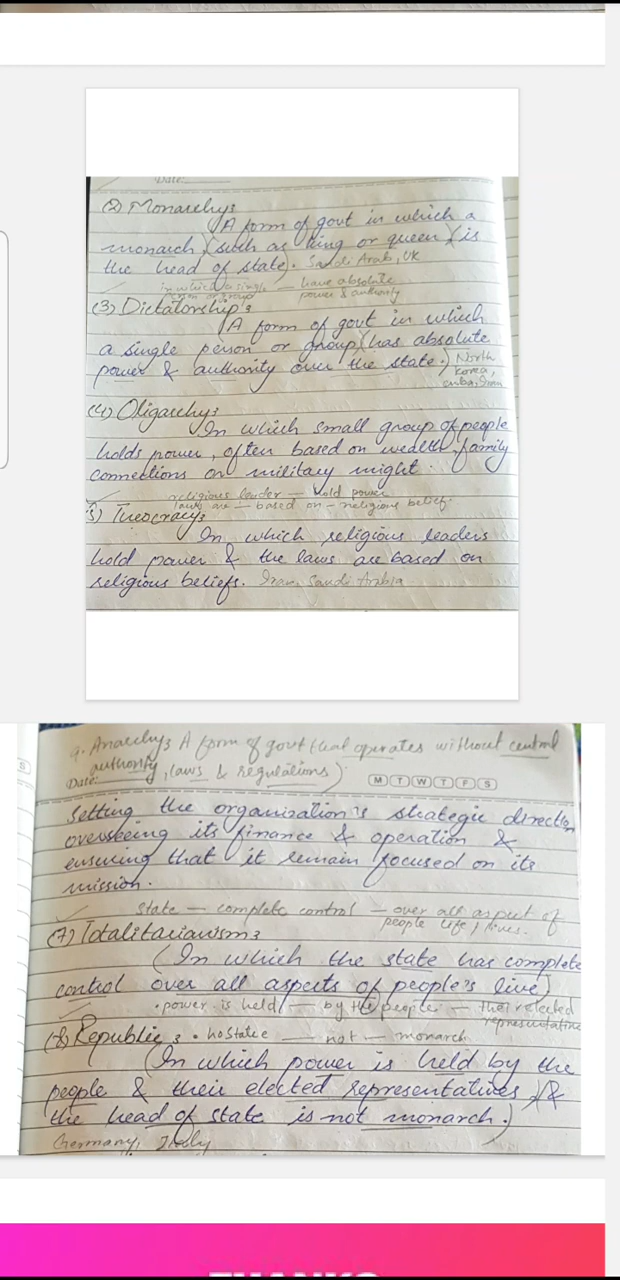 Date:
(2) Monarchy:
A form of govt in which a
monarch (such as king or queen) is
the head of state). Saudi Arab, UK
in which a single — have absolute
power & authority
(3) Dictatorship:
A form of govt in which
a single person or group (has absolute
power & authority over the state.) North
Korea,
Cuba, Iran
(4) Oligarchy:
In which small group of people
holds power, often based on wealth, family
connections or military might.
religious leader — hold power
laws are — based on — religious belief.
(5) Theocracy:
In which religious leaders
hold power & the laws are based on
religious beliefs. Iran, Saudi Arabia
9. Anarchy: A form of govt that operates without central
authority, laws & regulations)
Date:
M T W T F S
S
Setting the organization's strategic direction
overseeing its finance & operation &
ensuring that it remain focused on its
mission.
State — complete control — over all aspect of
people life / lives.
(7) Totalitarianism:
(In which the state has complete
control over all aspects of people's live)
• power is held — by the people — their elected
representative
(8) Republic: • hostate — not — monarch
(In which power is held by the
people & their elected representatives) (&
the head of state is not monarch.)
Germany, Italy
THANKS